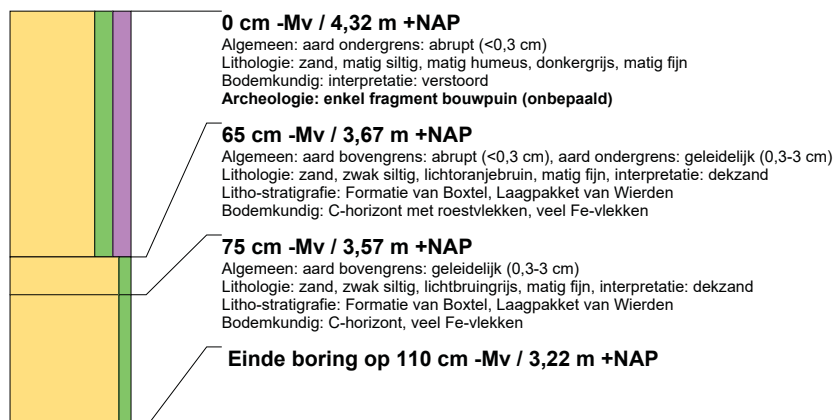 0 cm -Mv / 4,32 m +NAP
Algemeen: aard ondergrens: abrupt (<0,3 cm)
Lithologie: zand, matig siltig, matig humeus, donkergrijs, matig fijn
Bodemkundig: interpretatie: verstoord
Archeologie: enkel fragment bouwpuin (onbepaald)
65 cm -Mv / 3,67 m +NAP
Algemeen: aard bovengrens: abrupt (<0,3 cm), aard ondergrens: geleidelijk (0,3-3 cm)
Lithologie: zand, zwak siltig, lichtoranjebruin, matig fijn, interpretatie: dekzand
Litho-stratigrafie: Formatie van Boxtel, Laagpakket van Wierden
Bodemkundig: C-horizont met roestvlekken, veel Fe-vlekken
75 cm -Mv / 3,57 m +NAP
Algemeen: aard bovengrens: geleidelijk (0,3-3 cm)
Lithologie: zand, zwak siltig, lichtbruingrijs, matig fijn, interpretatie: dekzand
Litho-stratigrafie: Formatie van Boxtel, Laagpakket van Wierden
Bodemkundig: C-horizont, veel Fe-vlekken
Einde boring op 110 cm -Mv / 3,22 m +NAP